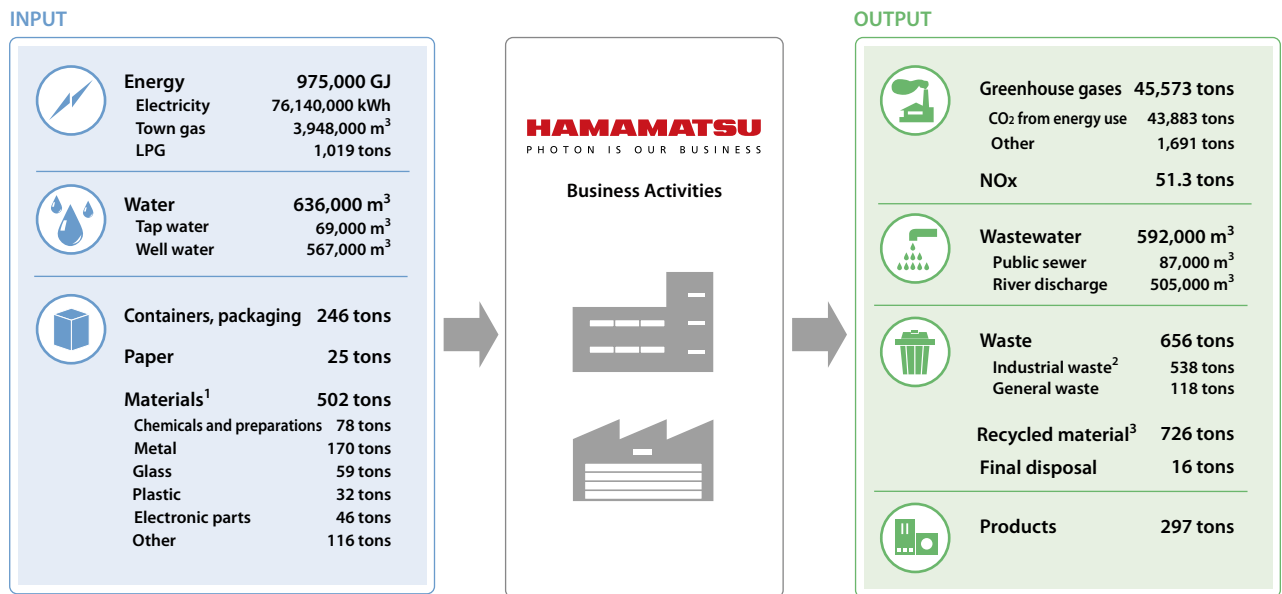 INPUT
Energy 975,000 GJ
Electricity 76,140,000 kWh
Town gas 3,948,000 m³
LPG 1,019 tons
Water 636,000 m³
Tap water 69,000 m³
Well water 567,000 m³
Containers, packaging 246 tons
Paper 25 tons
Materials¹ 502 tons
Chemicals and preparations 78 tons
Metal 170 tons
Glass 59 tons
Plastic 32 tons
Electronic parts 46 tons
Other 116 tons
HAMAMATSU
PHOTON IS OUR BUSINESS
Business Activities
OUTPUT
Greenhouse gases 45,573 tons
CO₂ from energy use 43,883 tons
Other 1,691 tons
NOx 51.3 tons
Wastewater 592,000 m³
Public sewer 87,000 m³
River discharge 505,000 m³
Waste 656 tons
Industrial waste² 538 tons
General waste 118 tons
Recycled material³ 726 tons
Final disposal 16 tons
Products 297 tons